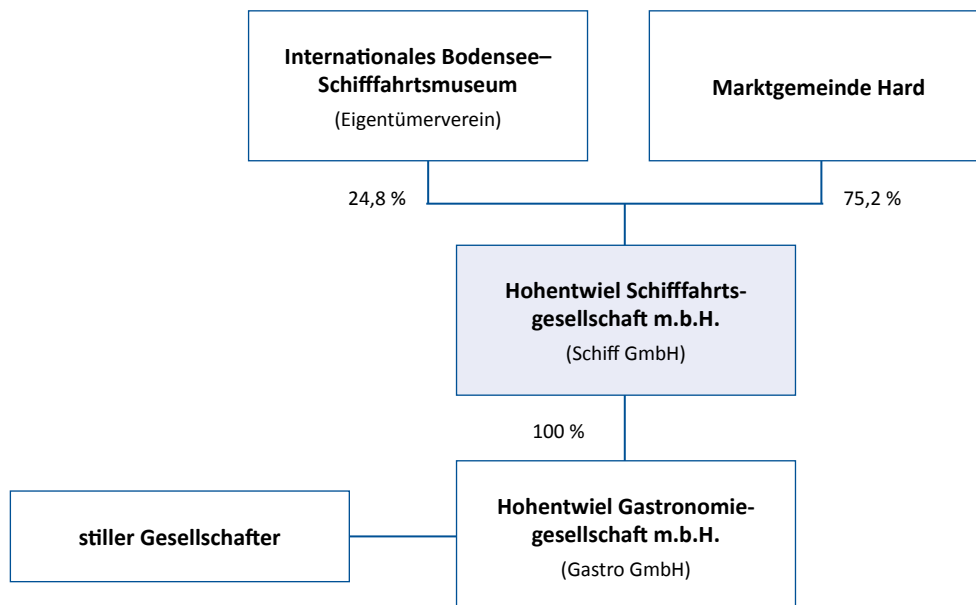 Internationales Bodensee–
Schifffahrtsmuseum
(Eigentümerverein)
Marktgemeinde Hard
24,8 %
75,2 %
Hohentwiel Schifffahrts-
gesellschaft m.b.H.
(Schiff GmbH)
100 %
stiller Gesellschafter
Hohentwiel Gastronomie-
gesellschaft m.b.H.
(Gastro GmbH)